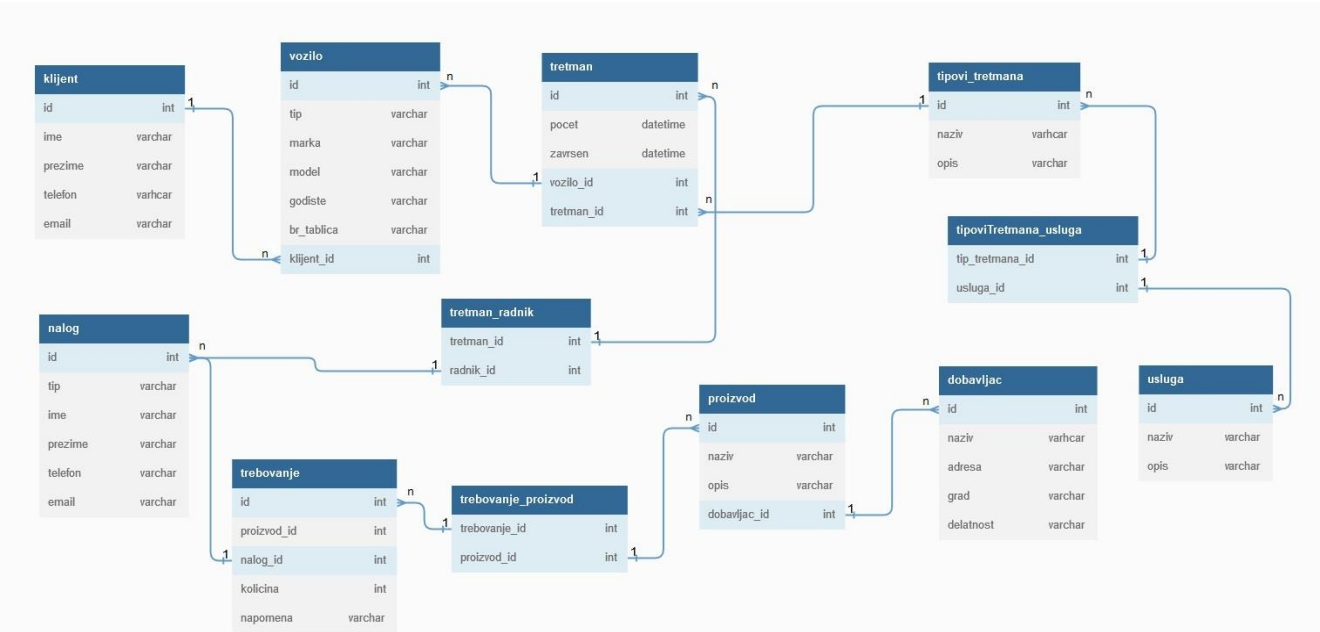 klijent
id int
ime varchar
prezime varchar
telefon varhcar
email varchar
1
n
vozilo
id int
tip varchar
marka varchar
model varchar
godiste varchar
br_tablica varchar
klijent_id int
n
1
tretman
id int
pocet datetime
zavrsen datetime
vozilo_id int
tretman_id int
n
n
1
tipovi_tretmana
id int
naziv varhcar
opis varchar
n
tipoviTretmana_usluga
tip_tretmana_id int
usluga_id int
1
1
nalog
id int
tip varchar
ime varchar
prezime varchar
telefon varchar
email varchar
n
1
tretman_radnik
tretman_id int
radnik_id int
1
1
trebovanje
id int
proizvod_id int
nalog_id int
kolicina int
napomena varchar
n
1
trebovanje_proizvod
trebovanje_id int
proizvod_id int
1
n
proizvod
id int
naziv varchar
opis varchar
dobavljac_id int
1
n
dobavljac
id int
naziv varhcar
adresa varchar
grad varchar
delatnost varchar
usluga
id int
naziv varchar
opis varchar
n